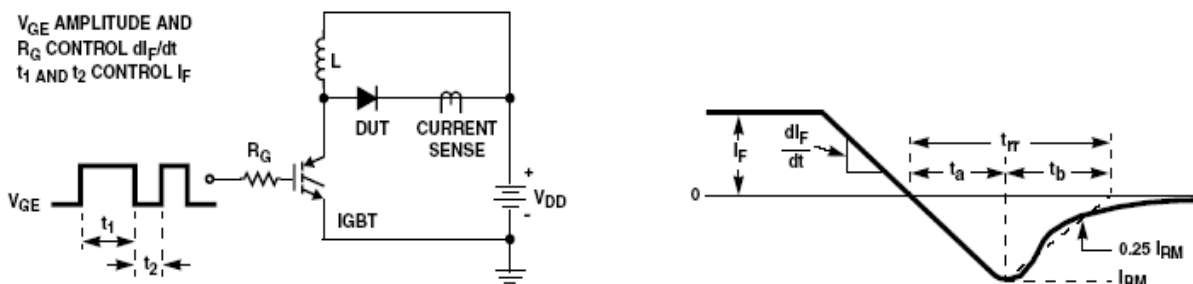 VGE AMPLITUDE AND
RG CONTROL dIF/dt
t1 AND t2 CONTROL IF
L
DUT
CURRENT
SENSE
RG
VGE
t1
t2
IGBT
+
VDD
-
IF
dIF
dt
trr
ta
tb
0
0.25 IRM
IRM